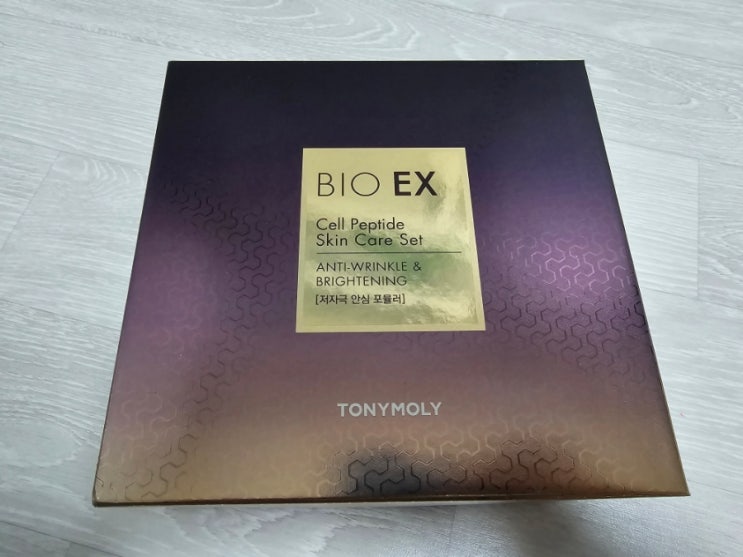 BIO EX
Cell Peptide
Skin Care Set
ANTI-WRINKLE &
BRIGHTENING
[저자극 안심 포뮬러]
TONYMOLY